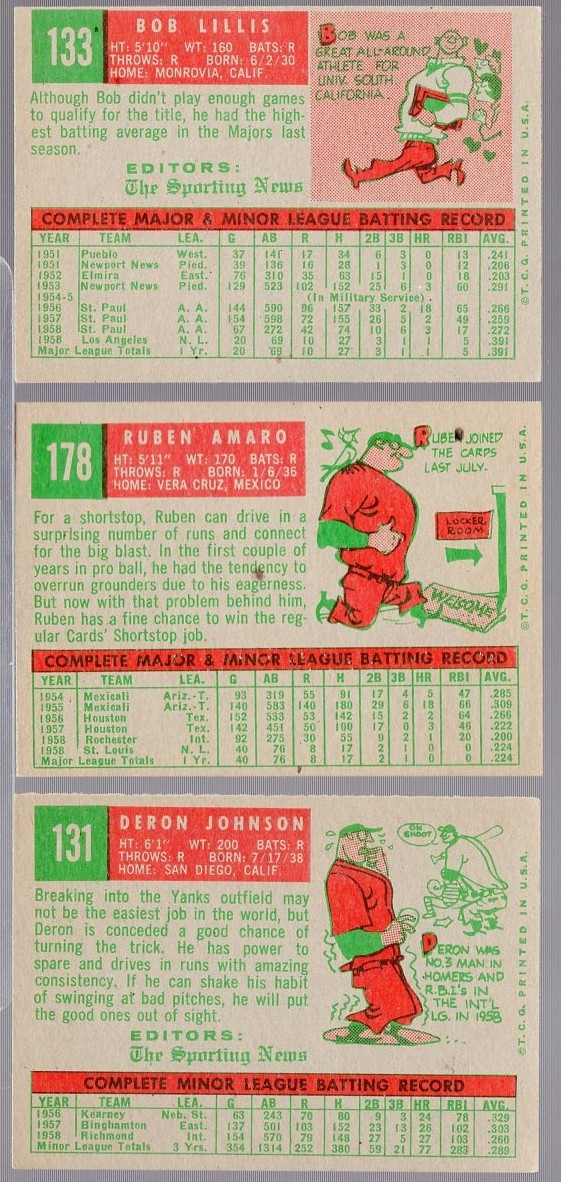 133
BOB LILLIS
HT: 5'10" WT: 160 BATS: R
THROWS: R BORN: 6/2/30
HOME: MONROVIA, CALIF.
Although Bob didn't play enough games
to qualify for the title, he had the high-
est batting average in the Majors last
season.
EDITORS:
The Sporting News
BOB WAS A
GREAT ALL-AROUND
ATHLETE FOR
UNIV. SOUTH.
CALIFORNIA.
©T.C.G. PRINTED IN U.S.A.
COMPLETE MAJOR & MINOR LEAGUE BATTING RECORD
YEAR TEAM LEA. G AB R H 2B 3B HR RBI AVG.
1951 Pueblo West. 37 141 17 34 6 3 0 13 .241
1951 Newport News Pied. 39 136 16 28 1 3 0 12 .206
1952 Elmira East. 76 310 35 63 15 1 0 18 .203
1953 Newport News Pied. 129 523 102 152 25 6 3 60 .291
1954-5 (In Military Service)
1956 St. Paul A. A. 144 590 96 157 33 2 18 65 .266
1957 St. Paul A. A. 154 598 72 155 26 5 2 49 .259
1958 St. Paul A. A. 67 272 42 74 10 6 3 17 .272
1958 Los Angeles N. L. 20 69 10 27 3 1 1 5 .391
Major League Totals 1 Yr. 20 69 10 27 3 1 1 5 .391
178
RUBEN AMARO
HT: 5'11" WT: 170 BATS: R
THROWS: R BORN: 1/6/36
HOME: VERA CRUZ, MEXICO
For a shortstop, Ruben can drive in a
surprising number of runs and connect
for the big blast. In the first couple of
years in pro ball, he had the tendency to
overrun grounders due to his eagerness.
But now with that problem behind him,
Ruben has a fine chance to win the reg-
ular Cards' Shortstop job.
RUBEN JOINED
THE CARDS
LAST JULY.
LOCKER
ROOM
WELCOME
©T.C.G. PRINTED IN U.S.A.
COMPLETE MAJOR & MINOR LEAGUE BATTING RECORD
YEAR TEAM LEA. G AB R H 2B 3B HR RBI AVG.
1954 Mexicali Ariz.-T. 93 319 55 91 17 4 5 47 .285
1955 Mexicali Ariz.-T. 140 583 140 180 29 6 18 66 .309
1956 Houston Tex. 152 533 53 142 15 2 2 64 .266
1957 Houston Tex. 142 451 50 100 17 0 3 46 .222
1958 Rochester Int. 92 275 30 55 9 2 1 20 .200
1958 St. Louis N. L. 40 76 8 17 2 1 0 0 .224
Major League Totals 1 Yr. 40 76 8 17 2 1 0 0 .224
131
DERON JOHNSON
HT: 6'1" WT: 200 BATS: R
THROWS: R BORN: 7/17/38
HOME: SAN DIEGO, CALIF.
Breaking into the Yanks outfield may
not be the easiest job in the world, but
Deron is conceded a good chance of
turning the trick. He has power to
spare and drives in runs with amazing
consistency. If he can shake his habit
of swinging at bad pitches, he will put
the good ones out of sight.
EDITORS:
The Sporting News
OK
SHOOT
DERON WAS
NO.3 MAN IN
HOMERS AND
R.B.I.'S IN
THE INT'L
LG. IN 1958
©T.C.G. PRINTED IN U.S.A.
COMPLETE MINOR LEAGUE BATTING RECORD
YEAR TEAM LEA. G AB R H 2B 3B HR RBI AVG.
1956 Kearney Neb. St. 63 243 70 80 9 3 24 78 .329
1957 Binghamton East. 137 501 103 152 23 13 26 102 .303
1958 Richmond Int. 154 570 79 148 27 5 27 103 .260
Minor League Totals 3 Yrs. 354 1314 252 380 59 21 77 283 .289